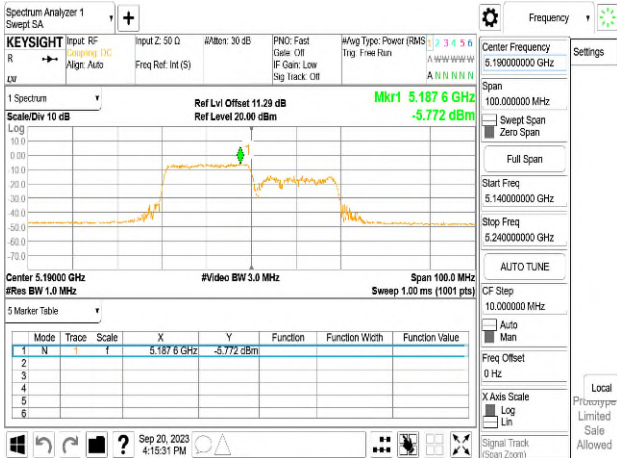 Spectrum Analyzer 1
Swept SA
Frequency
Settings
KEYSIGHT
R
Input: RF
Coupling: DC
Align: Auto
Input Z: 50 Ω
Freq Ref: Int (S)
#Atten: 30 dB
PNO: Fast
Gate: Off
IF Gain: Low
Sig Track: Off
#Avg Type: Power (RMS
Trig: Free Run
1 2 3 4 5 6
A W W W W W
A N N N N N
1 Spectrum
Scale/Div 10 dB
Log
Ref Lvl Offset 11.29 dB
Ref Level 20.00 dBm
Mkr1 5.187 6 GHz
-5.772 dBm
1
10.0
0.00
-10.0
-20.0
-30.0
-40.0
-50.0
-60.0
-70.0
Center 5.19000 GHz
#Res BW 1.0 MHz
#Video BW 3.0 MHz
Span 100.0 MHz
Sweep 1.00 ms (1001 pts)
5 Marker Table
Mode Trace Scale X Y Function Function Width Function Value
1 N 1 f 5.187 6 GHz -5.772 dBm
2
3
4
5
6
Sep 20, 2023
4:15:31 PM
Center Frequency
5.190000000 GHz
Span
100.000000 MHz
Swept Span
Zero Span
Full Span
Start Freq
5.140000000 GHz
Stop Freq
5.240000000 GHz
AUTO TUNE
CF Step
10.000000 MHz
Auto
Man
Freq Offset
0 Hz
X Axis Scale
Log
Lin
Signal Track
(Span Zoom)
Local
Prototype
Limited
Sale
Allowed